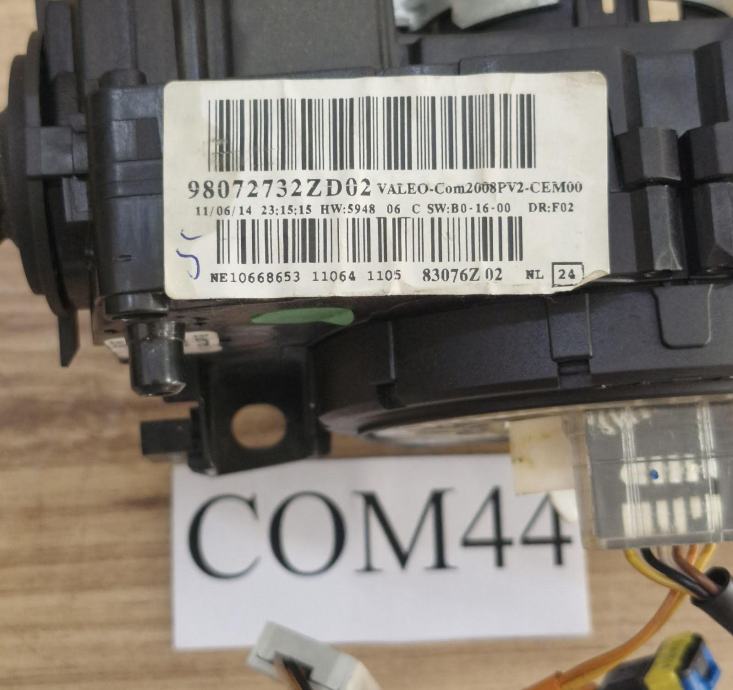 98072732ZD02 VALEO-Com2008PV2-CEM00
11/06/14 23:15:15 HW:5948 06 C SW:B0-16-00 DR:F02
NE10668653 11064 1105 83076Z 02 NL 24
5
COM44